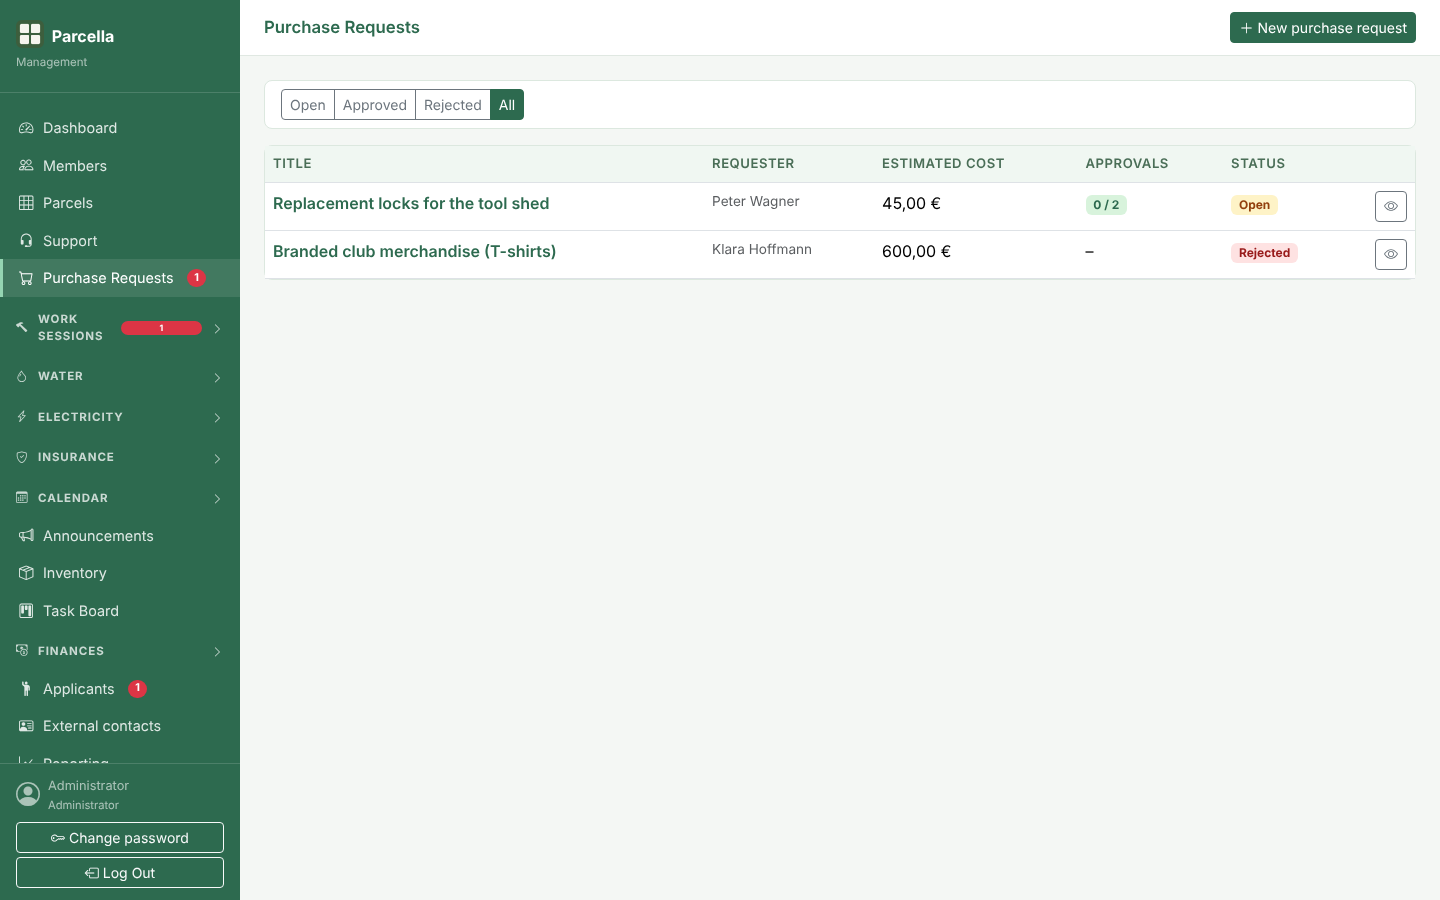 Parcella
Management
Dashboard
Members
Parcels
Support
Purchase Requests 1
WORK SESSIONS 1
WATER
ELECTRICITY
INSURANCE
CALENDAR
Announcements
Inventory
Task Board
FINANCES
Applicants 1
External contacts
Reporting
Administrator
Administrator
Change password
Log Out
Purchase Requests
+ New purchase request
Open Approved Rejected All
TITLE REQUESTER ESTIMATED COST APPROVALS STATUS
Replacement locks for the tool shed Peter Wagner 45,00 € 0 / 2 Open
Branded club merchandise (T-shirts) Klara Hoffmann 600,00 € – Rejected